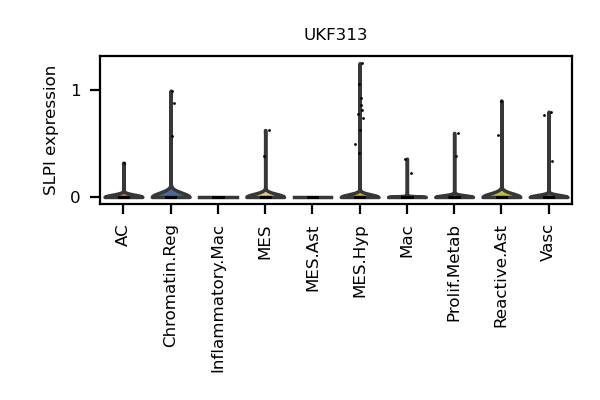 UKF313
SLPI expression
1
0
AC
Chromatin.Reg
Inflammatory.Mac
MES
MES.Ast
MES.Hyp
Mac
Prolif.Metab
Reactive.Ast
Vasc